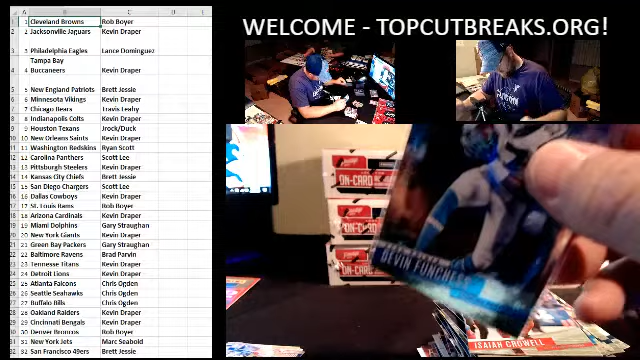 WELCOME - TOPCUTBREAKS.ORG!
A B C D E
1 Cleveland Browns Rob Boyer
2 Jacksonville Jaguars Kevin Draper
3 Philadelphia Eagles Lance Dominguez
4 Tampa Bay Buccaneers Kevin Draper
5 New England Patriots Brett Jessie
6 Minnesota Vikings Kevin Draper
7 Chicago Bears Travis Leahy
8 Indianapolis Colts Kevin Draper
9 Houston Texans Jrock/Duck
10 New Orleans Saints Kevin Draper
11 Washington Redskins Ryan Scott
12 Carolina Panthers Scott Lee
13 Pittsburgh Steelers Kevin Draper
14 Kansas City Chiefs Brett Jessie
15 San Diego Chargers Scott Lee
16 Dallas Cowboys Kevin Draper
17 St. Louis Rams Rob Boyer
18 Arizona Cardinals Kevin Draper
19 Miami Dolphins Gary Straughan
20 New York Giants Kevin Draper
21 Green Bay Packers Gary Straughan
22 Baltimore Ravens Brad Parvin
23 Tennesse Titans Kevin Draper
24 Detroit Lions Kevin Draper
25 Atlanta Falcons Chris Ogden
26 Seattle Seahawks Chris Ogden
27 Buffalo Bills Chris Ogden
28 Oakland Raiders Kevin Draper
29 Cincinnati Bengals Kevin Draper
30 Denver Broncos Rob Boyer
31 New York Jets Marc Seabold
32 San Francisco 49ers Brett Jessie
ON-CARD
ON-CARD
ON-CARD
DEVIN FUNCHESS
ISAIAH CROWELL